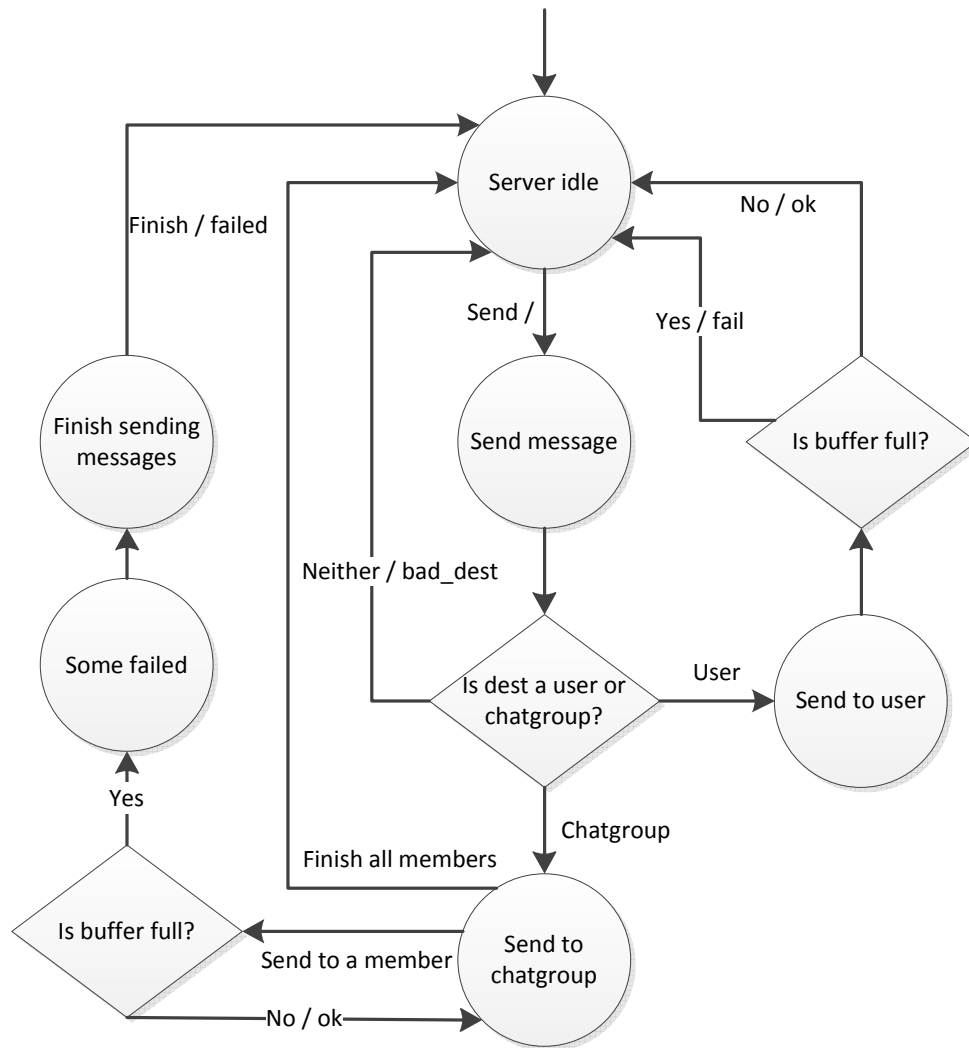 Server idle
Finish / failed
No / ok
Send /
Yes / fail
Finish sending
messages
Send message
Is buffer full?
Neither / bad_dest
Some failed
Is dest a user or
chatgroup?
User
Send to user
Yes
Chatgroup
Finish all members
Is buffer full?
Send to a member
Send to
chatgroup
No / ok